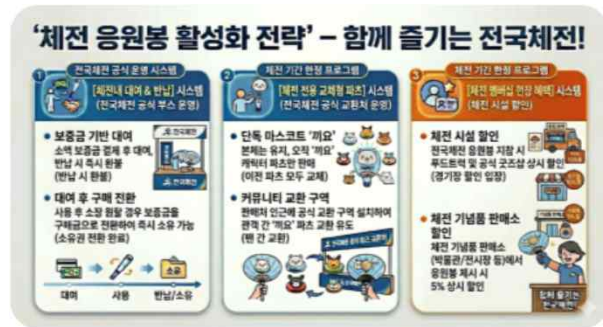 '체전 응원봉 활성화 전략' – 함께 즐기는 전국체전!
1
전국체전 공식 운영 시스템
[체전내 대여 & 반납] 시스템
(전국체전 공식 부스 운영)
• 보증금 기반 대여
소액 보증금 결제 후 대여,
반납 시 즉시 환불
(반납 시 환불)
• 대여 후 구매 전환
사용 후 소장 원할 경우 보증금을
구매금으로 전환하여 즉시 소유 가능
(소유권 전환 완료)
소유
대여
사용
반납/소유
2
체전 기간 한정 프로그램
[체전 전용 교체형 파츠] 시스템
(전국체전 공식 교환처 운영)
• 단독 마스코트 '끼요'
본체는 유지, 오직 '끼요'
캐릭터 파츠만 판매
(이전 파츠 모두 교체)
• 커뮤니티 교환 구역
판매처 인근에 공식 교환 구역 설치하여
관객 간 '끼요' 파츠 교환 유도
(팬 간 교환)
3
체전 기간 한정 프로그램
[체전 멤버십 현장 혜택] 시스템
(체전 시설 할인)
• 체전 시설 할인
전국체전 응원봉 지참 시
푸드트럭 및 공식 굿즈샵 상시 할인
(경기장 할인 입장)
• 체전 기념품 판매소
할인
체전 기념품 판매소
(박물관/전시장 등)에서
응원봉 제시 시
5% 상시 할인
함께 즐기는
전국체전!